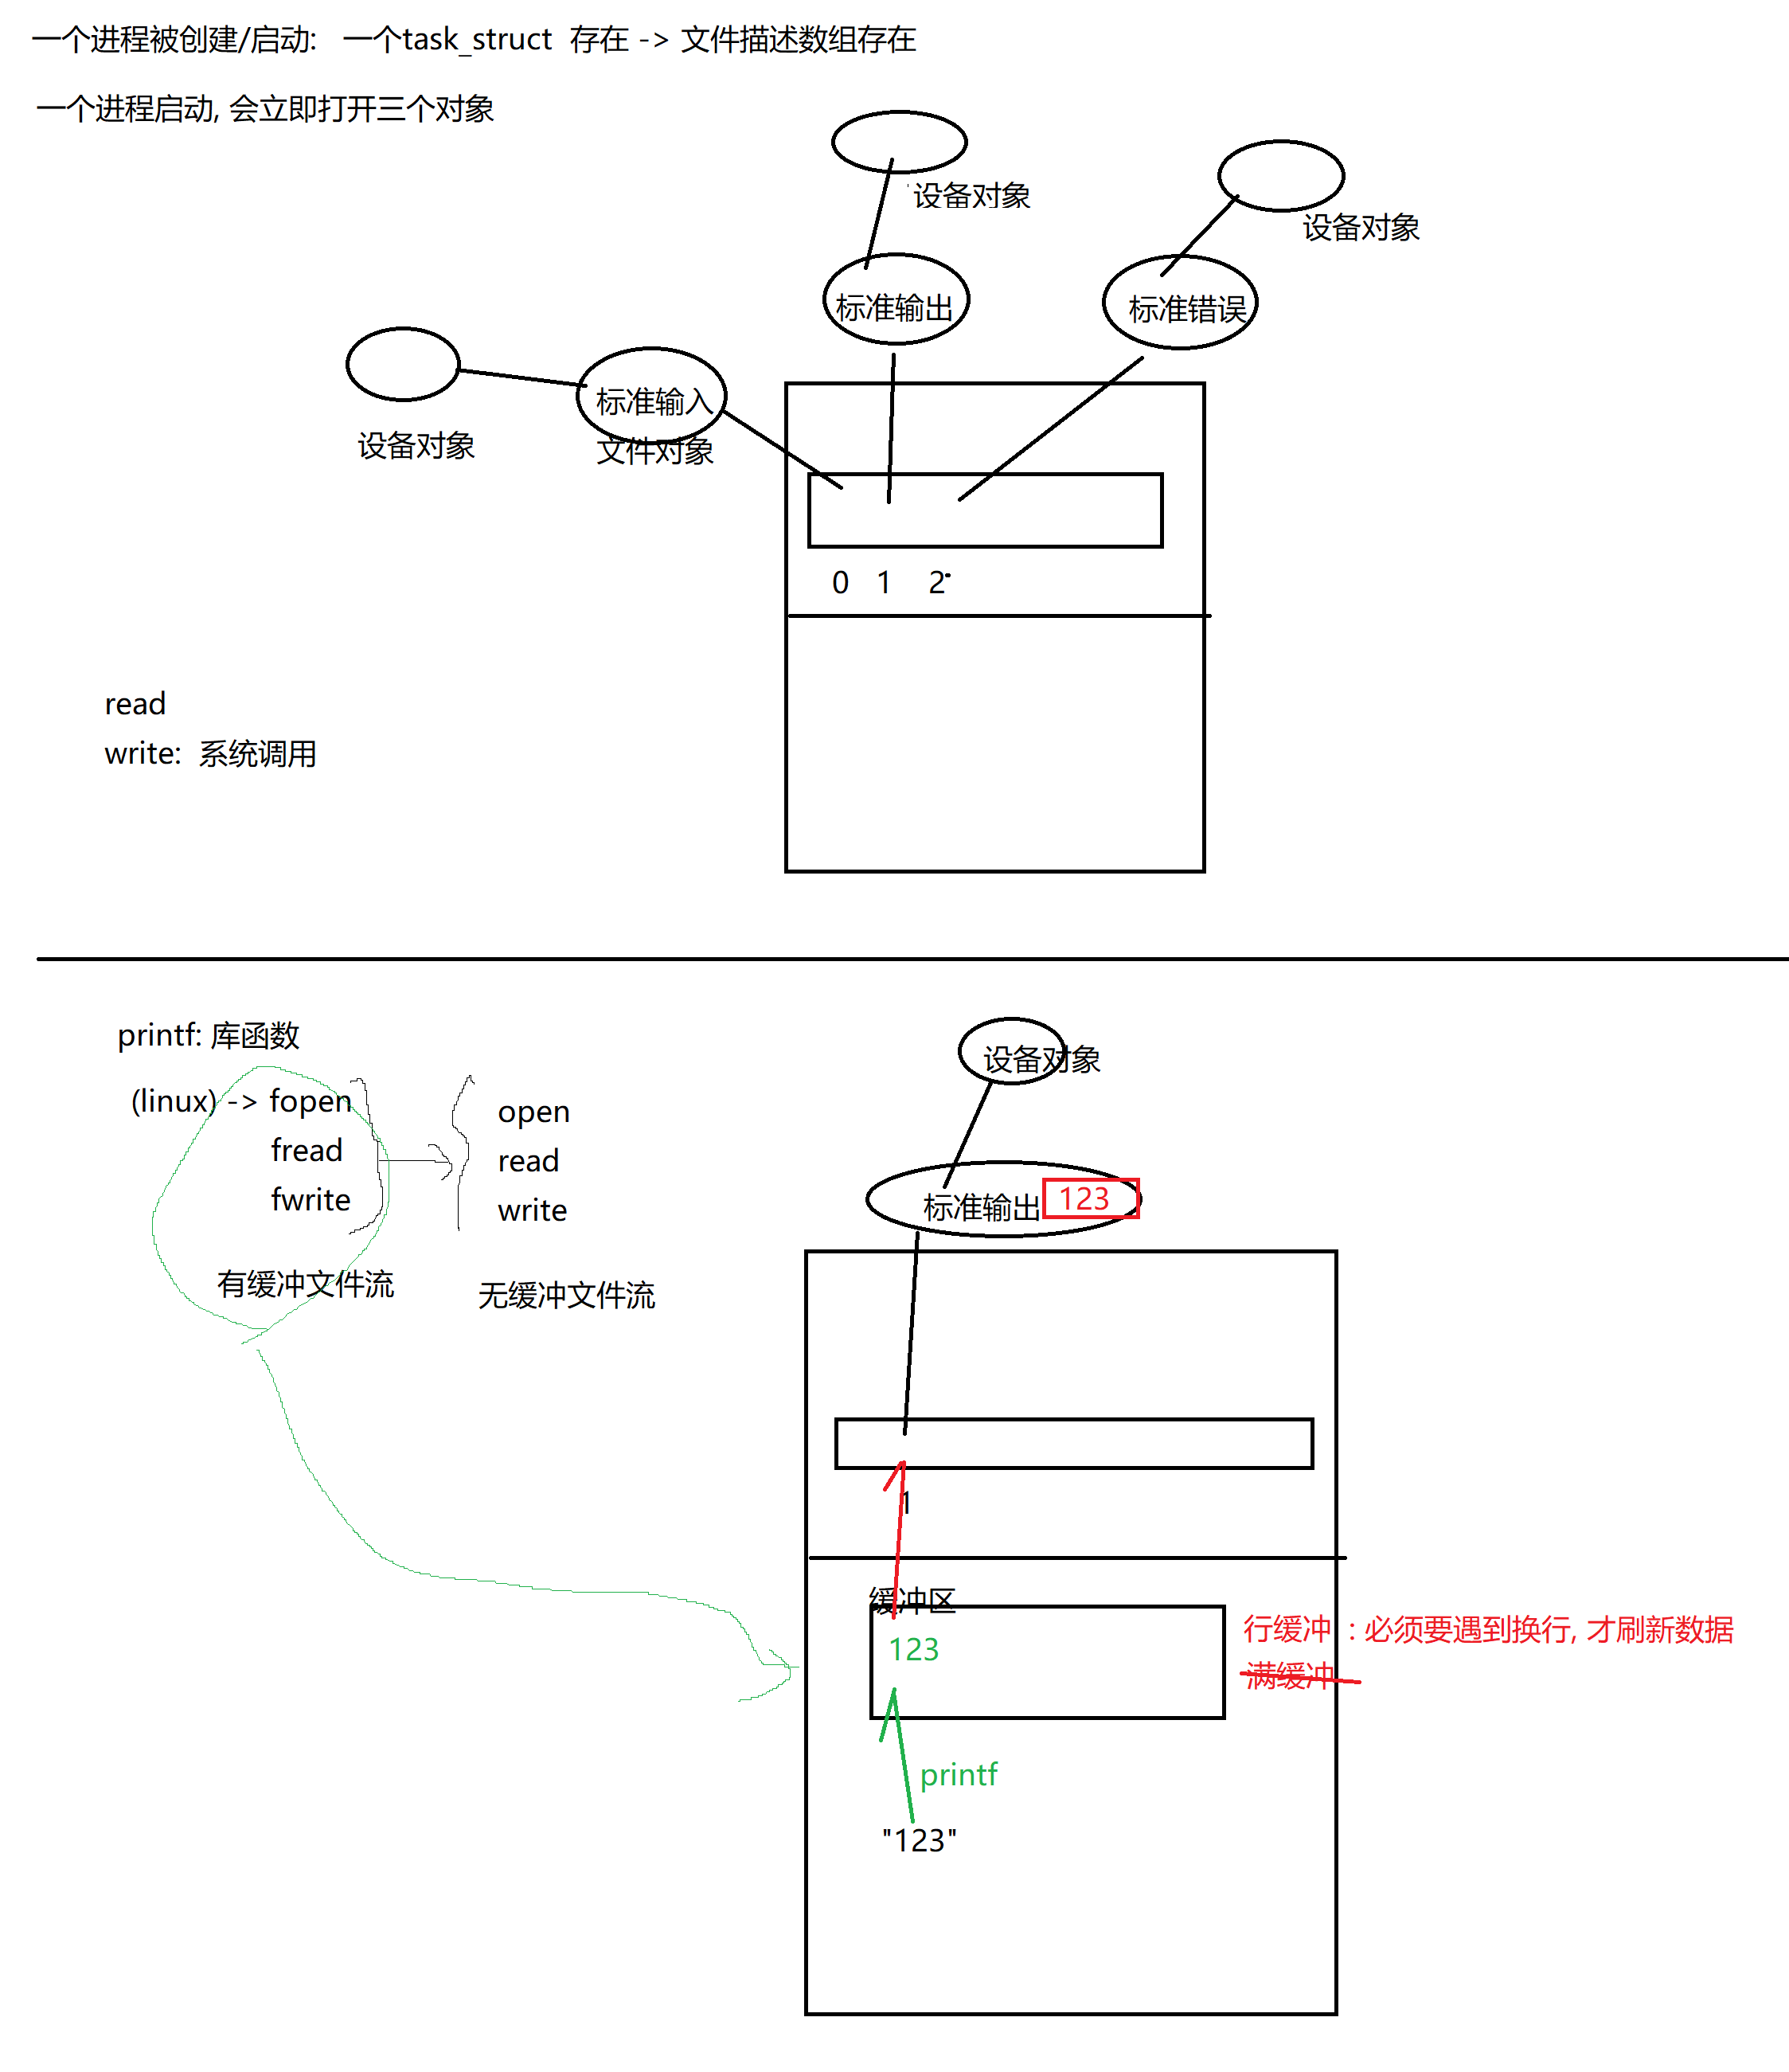 一个进程被创建/启动: 一个task_struct 存在 -> 文件描述数组存在
一个进程启动, 会立即打开三个对象
设备对象
设备对象
标准输出
标准错误
标准输入
文件对象
设备对象
0 1 2
read
write: 系统调用
printf: 库函数
(linux) -> fopen
fread
fwrite
有缓冲文件流
open
read
write
无缓冲文件流
设备对象
标准输出 123
1
缓冲区
123
行缓冲 : 必须要遇到换行, 才刷新数据
满缓冲
printf
"123"